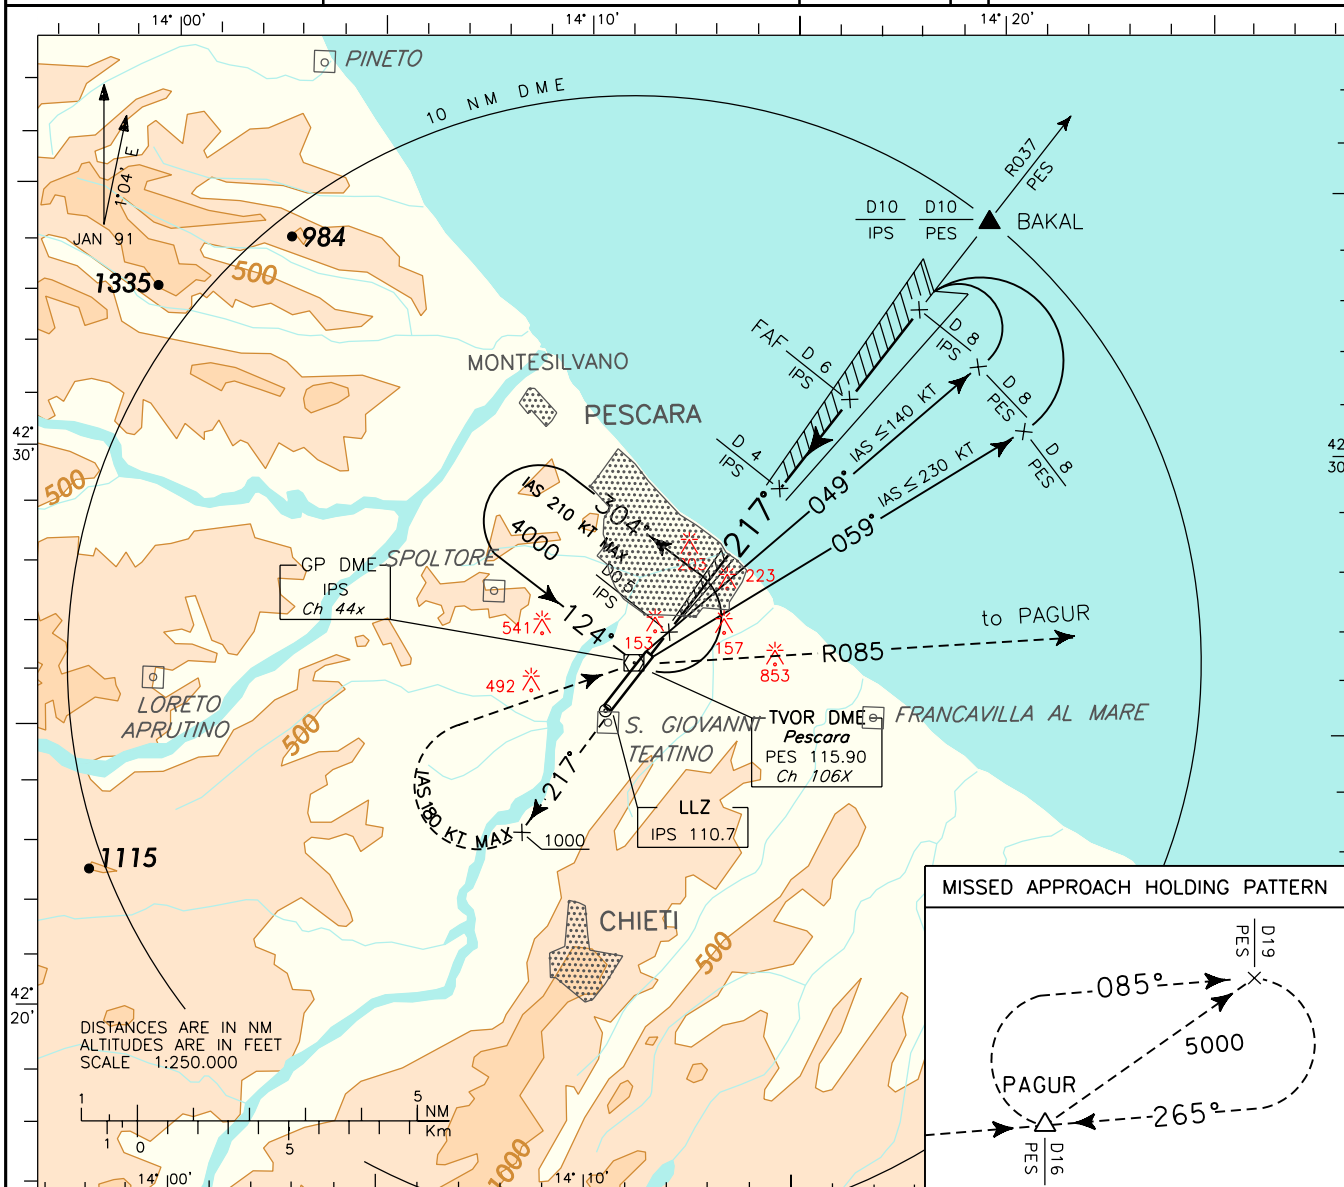 14° 00'
14° 10'
14° 20'
PINETO
10 NM DME
1°04' E
JAN 91
R037
PES
D10
IPS
D10
PES
BAKAL
984
1335
500
MONTESILVANO
PESCARA
FAF
D 6
IPS
D 8
IPS
D 8
PES
D 8
PES
42°
30'
42
30
D 4
IPS
049° IAS ≤140 KT
059° IAS ≤230 KT
217°
500
IAS 210 KT MAX
304°
4000
203
223
D0.5
IPS
SPOLTORE
GP DME
IPS
Ch 44x
124°
541
153
157
853
492
to PAGUR
R085
LORETO
APRUTINO
500
S. GIOVANNI
TEATINO
TVOR DME
Pescara
PES 115.90
Ch 106X
FRANCAVILLA AL MARE
217°
IAS 180 KT MAX
1000
LLZ
IPS 110.7
1115
CHIETI
500
MISSED APPROACH HOLDING PATTERN
D19
PES
085°
5000
PAGUR
265°
D16
PES
42°
20'
DISTANCES ARE IN NM
ALTITUDES ARE IN FEET
SCALE 1:250.000
1
5
NM
Km
1
0
5
1000
14° 00'
14° 10'